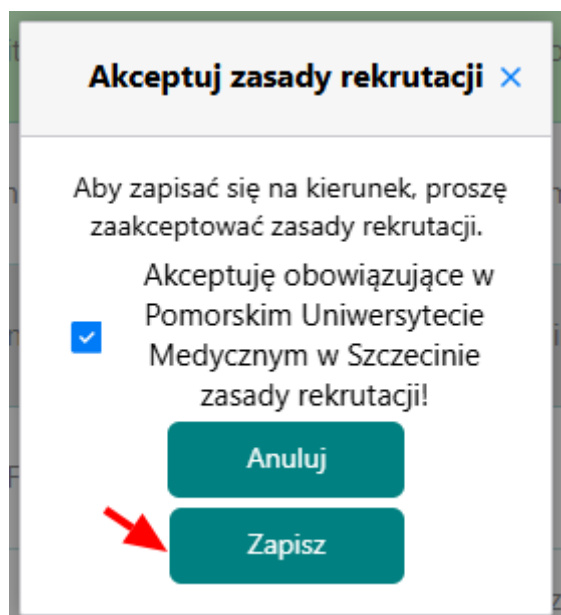 Akceptuj zasady rekrutacji ×
Aby zapisać się na kierunek, proszę
zaakceptować zasady rekrutacji.
Akceptuję obowiązujące w
Pomorskim Uniwersytecie
Medycznym w Szczecinie
zasady rekrutacji!
Anuluj
Zapisz